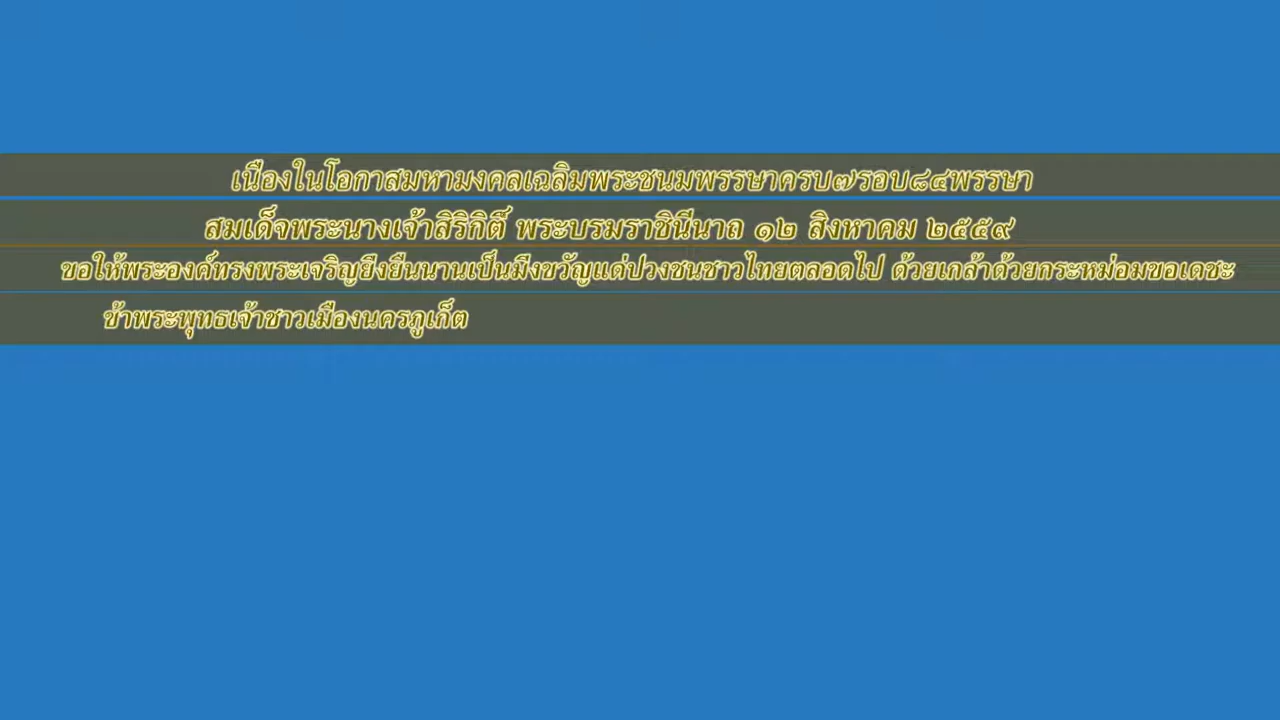 เนื่องในโอกาสมหามงคลเฉลิมพระชนมพรรษาครบ๗รอบ๘๔พรรษา
สมเด็จพระนางเจ้าสิริกิติ์ พระบรมราชินีนาถ ๑๒ สิงหาคม ๒๕๕๙
ขอให้พระองค์ทรงพระเจริญยิ่งยืนนานเป็นมิ่งขวัญแด่ปวงชนชาวไทยตลอดไป ด้วยเกล้าด้วยกระหม่อมขอเดชะ
ข้าพระพุทธเจ้าชาวเมืองนครภูเก็ต